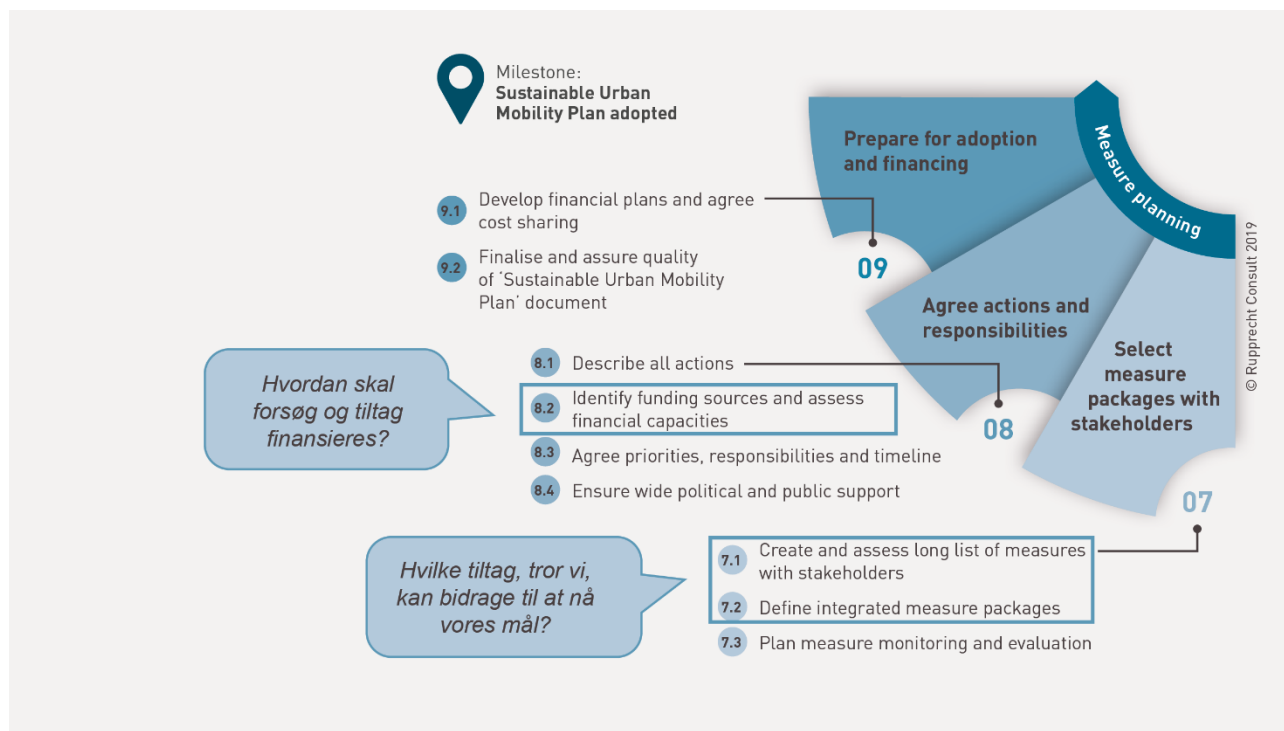 Milestone:
Sustainable Urban
Mobility Plan adopted
Measure planning
Prepare for adoption
and financing
9.1 Develop financial plans and agree
cost sharing
9.2 Finalise and assure quality
of 'Sustainable Urban Mobility
Plan' document
09
Agree actions and
responsibilities
Hvordan skal
forsøg og tiltag
finansieres?
8.1 Describe all actions
8.2 Identify funding sources and assess
financial capacities
8.3 Agree priorities, responsibilities and timeline
8.4 Ensure wide political and public support
08
Select
measure
packages with
stakeholders
07
Hvilke tiltag, tror vi,
kan bidrage til at nå
vores mål?
7.1 Create and assess long list of measures
with stakeholders
7.2 Define integrated measure packages
7.3 Plan measure monitoring and evaluation
© Rupprecht Consult 2019